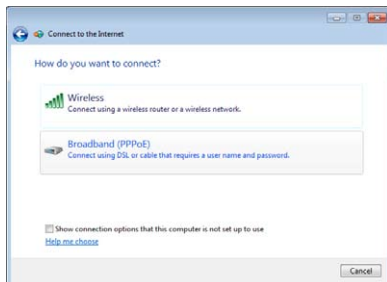 Connect to the Internet
How do you want to connect?
Wireless
Connect using a wireless router or a wireless network.
Broadband (PPPoE)
Connect using DSL or cable that requires a user name and password.
Show connection options that this computer is not set up to use
Help me choose
Cancel